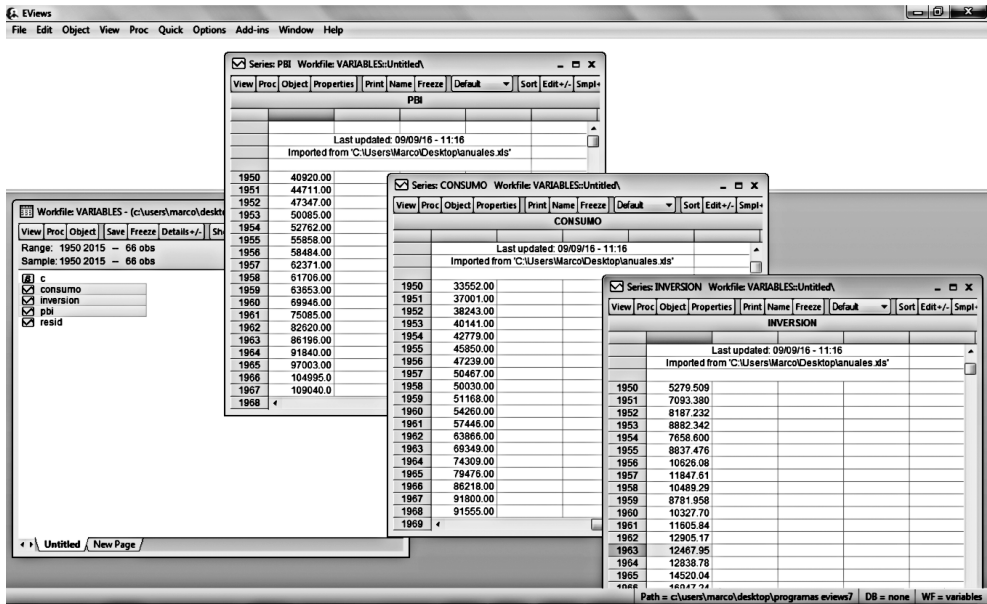 EViews
File Edit Object View Proc Quick Options Add-ins Window Help
Series: PBI Workfile: VARIABLES::Untitled\
View Proc Object Properties Print Name Freeze Default Sort Edit+/- Smpl+
PBI
Last updated: 09/09/16 - 11:16
Imported from 'C:\Users\Marco\Desktop\anuales.xls'
1950 40920.00
1951 44711.00
1952 47347.00
1953 50085.00
1954 52762.00
1955 55858.00
1956 58484.00
1957 62371.00
1958 61706.00
1959 63653.00
1960 69946.00
1961 75085.00
1962 82620.00
1963 86196.00
1964 91840.00
1965 97003.00
1966 104995.0
1967 109040.0
1968
Workfile: VARIABLES - (c:\users\marco\deskto
View Proc Object Save Freeze Details+/- Sh
Range: 1950 2015 – 66 obs
Sample: 1950 2015 – 66 obs
c
consumo
inversion
pbi
resid
Untitled New Page
Series: CONSUMO Workfile: VARIABLES::Untitled\
View Proc Object Properties Print Name Freeze Default Sort Edit+/- Smpl+
CONSUMO
Last updated: 09/09/16 - 11:16
Imported from 'C:\Users\Marco\Desktop\anuales.xls'
1950 33552.00
1951 37001.00
1952 38243.00
1953 40141.00
1954 42779.00
1955 45850.00
1956 47239.00
1957 50467.00
1958 50030.00
1959 51168.00
1960 54260.00
1961 57446.00
1962 63866.00
1963 69349.00
1964 74309.00
1965 79476.00
1966 86218.00
1967 91800.00
1968 91555.00
1969
Series: INVERSION Workfile: VARIABLES::Untitled\
View Proc Object Properties Print Name Freeze Default Sort Edit+/- Smpl+
INVERSION
Last updated: 09/09/16 - 11:16
Imported from 'C:\Users\Marco\Desktop\anuales.xls'
1950 5279.509
1951 7093.380
1952 8187.232
1953 8882.342
1954 7658.600
1955 8837.476
1956 10626.08
1957 11847.61
1958 10489.29
1959 8781.958
1960 10327.70
1961 11605.84
1962 12905.17
1963 12467.95
1964 12838.78
1965 14520.04
1966 16947.24
Path = c:\users\marco\desktop\programas eviews7 DB = none WF = variables